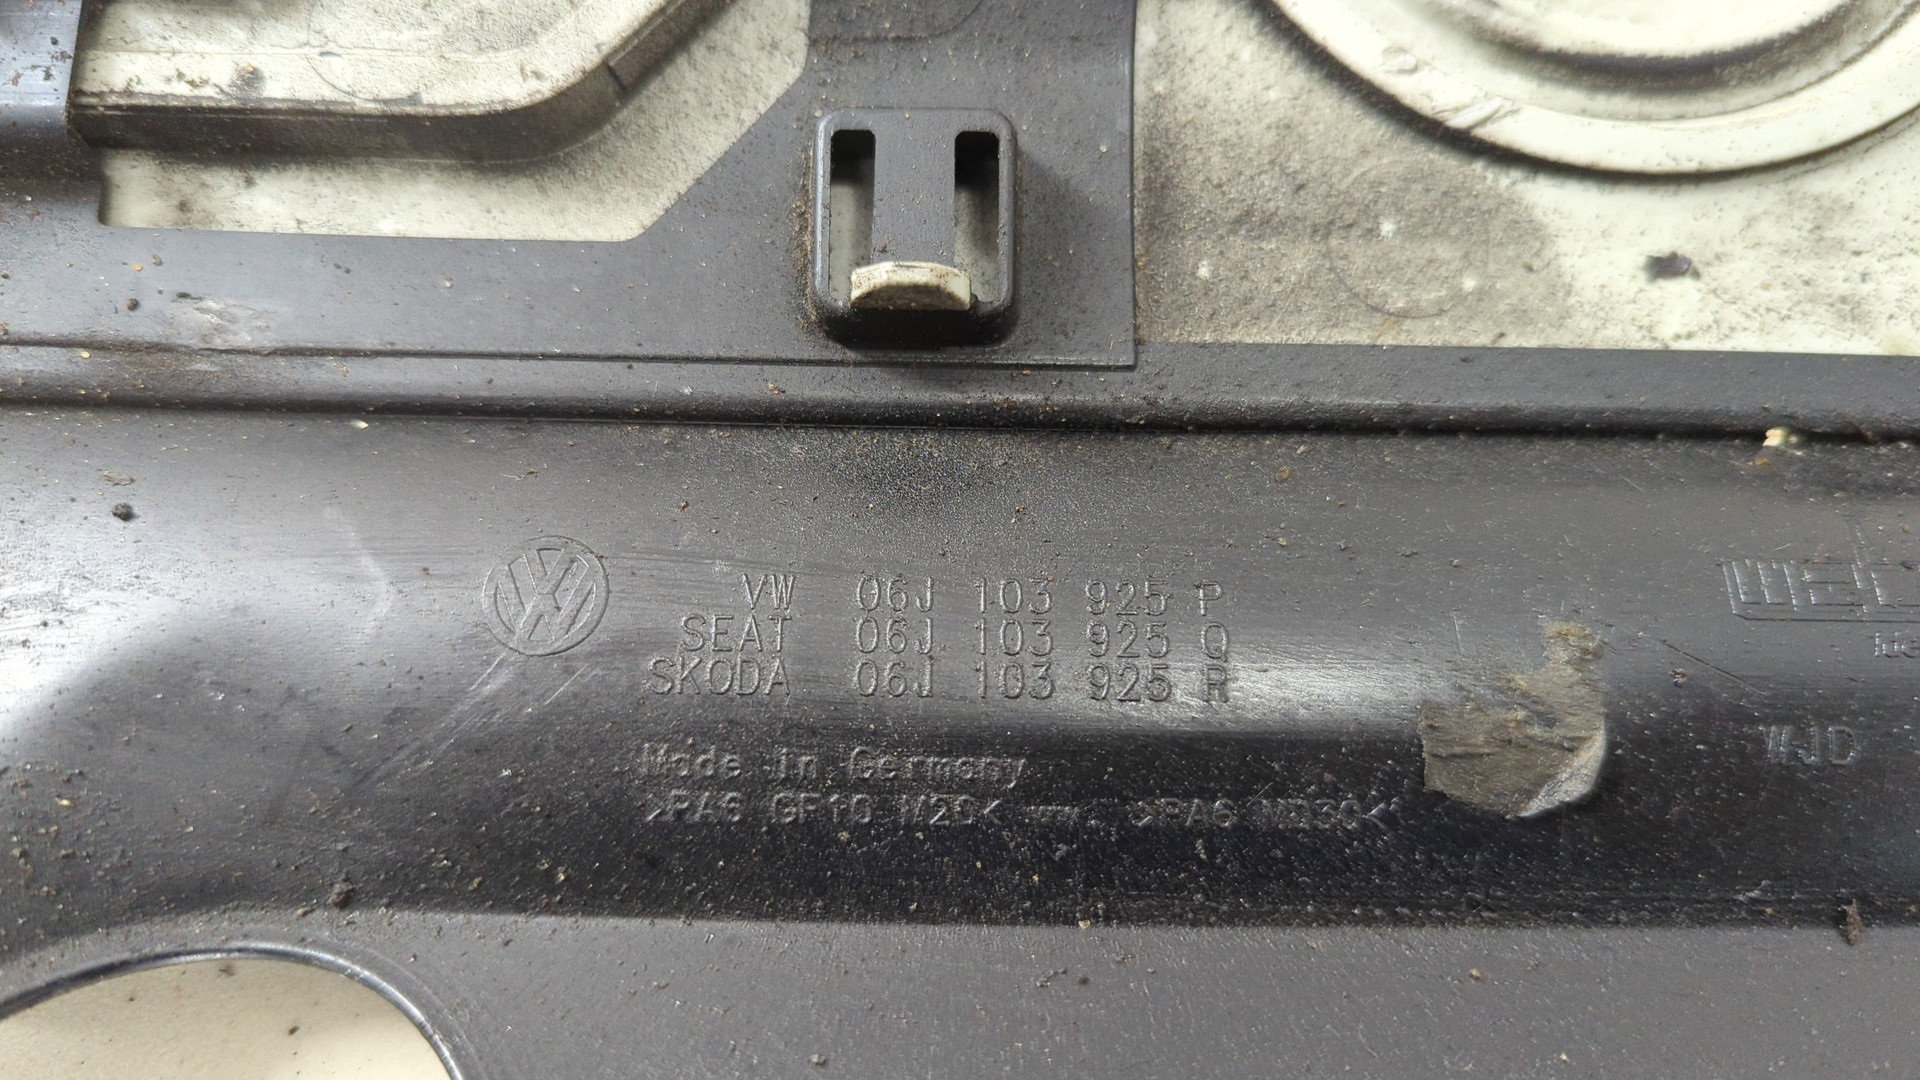 VW 06J 103 925 P
SEAT 06J 103 925 Q
SKODA 06J 103 925 R
Made in Germany
>PA6 GF10 M20< >PA6 MD30<
WJD